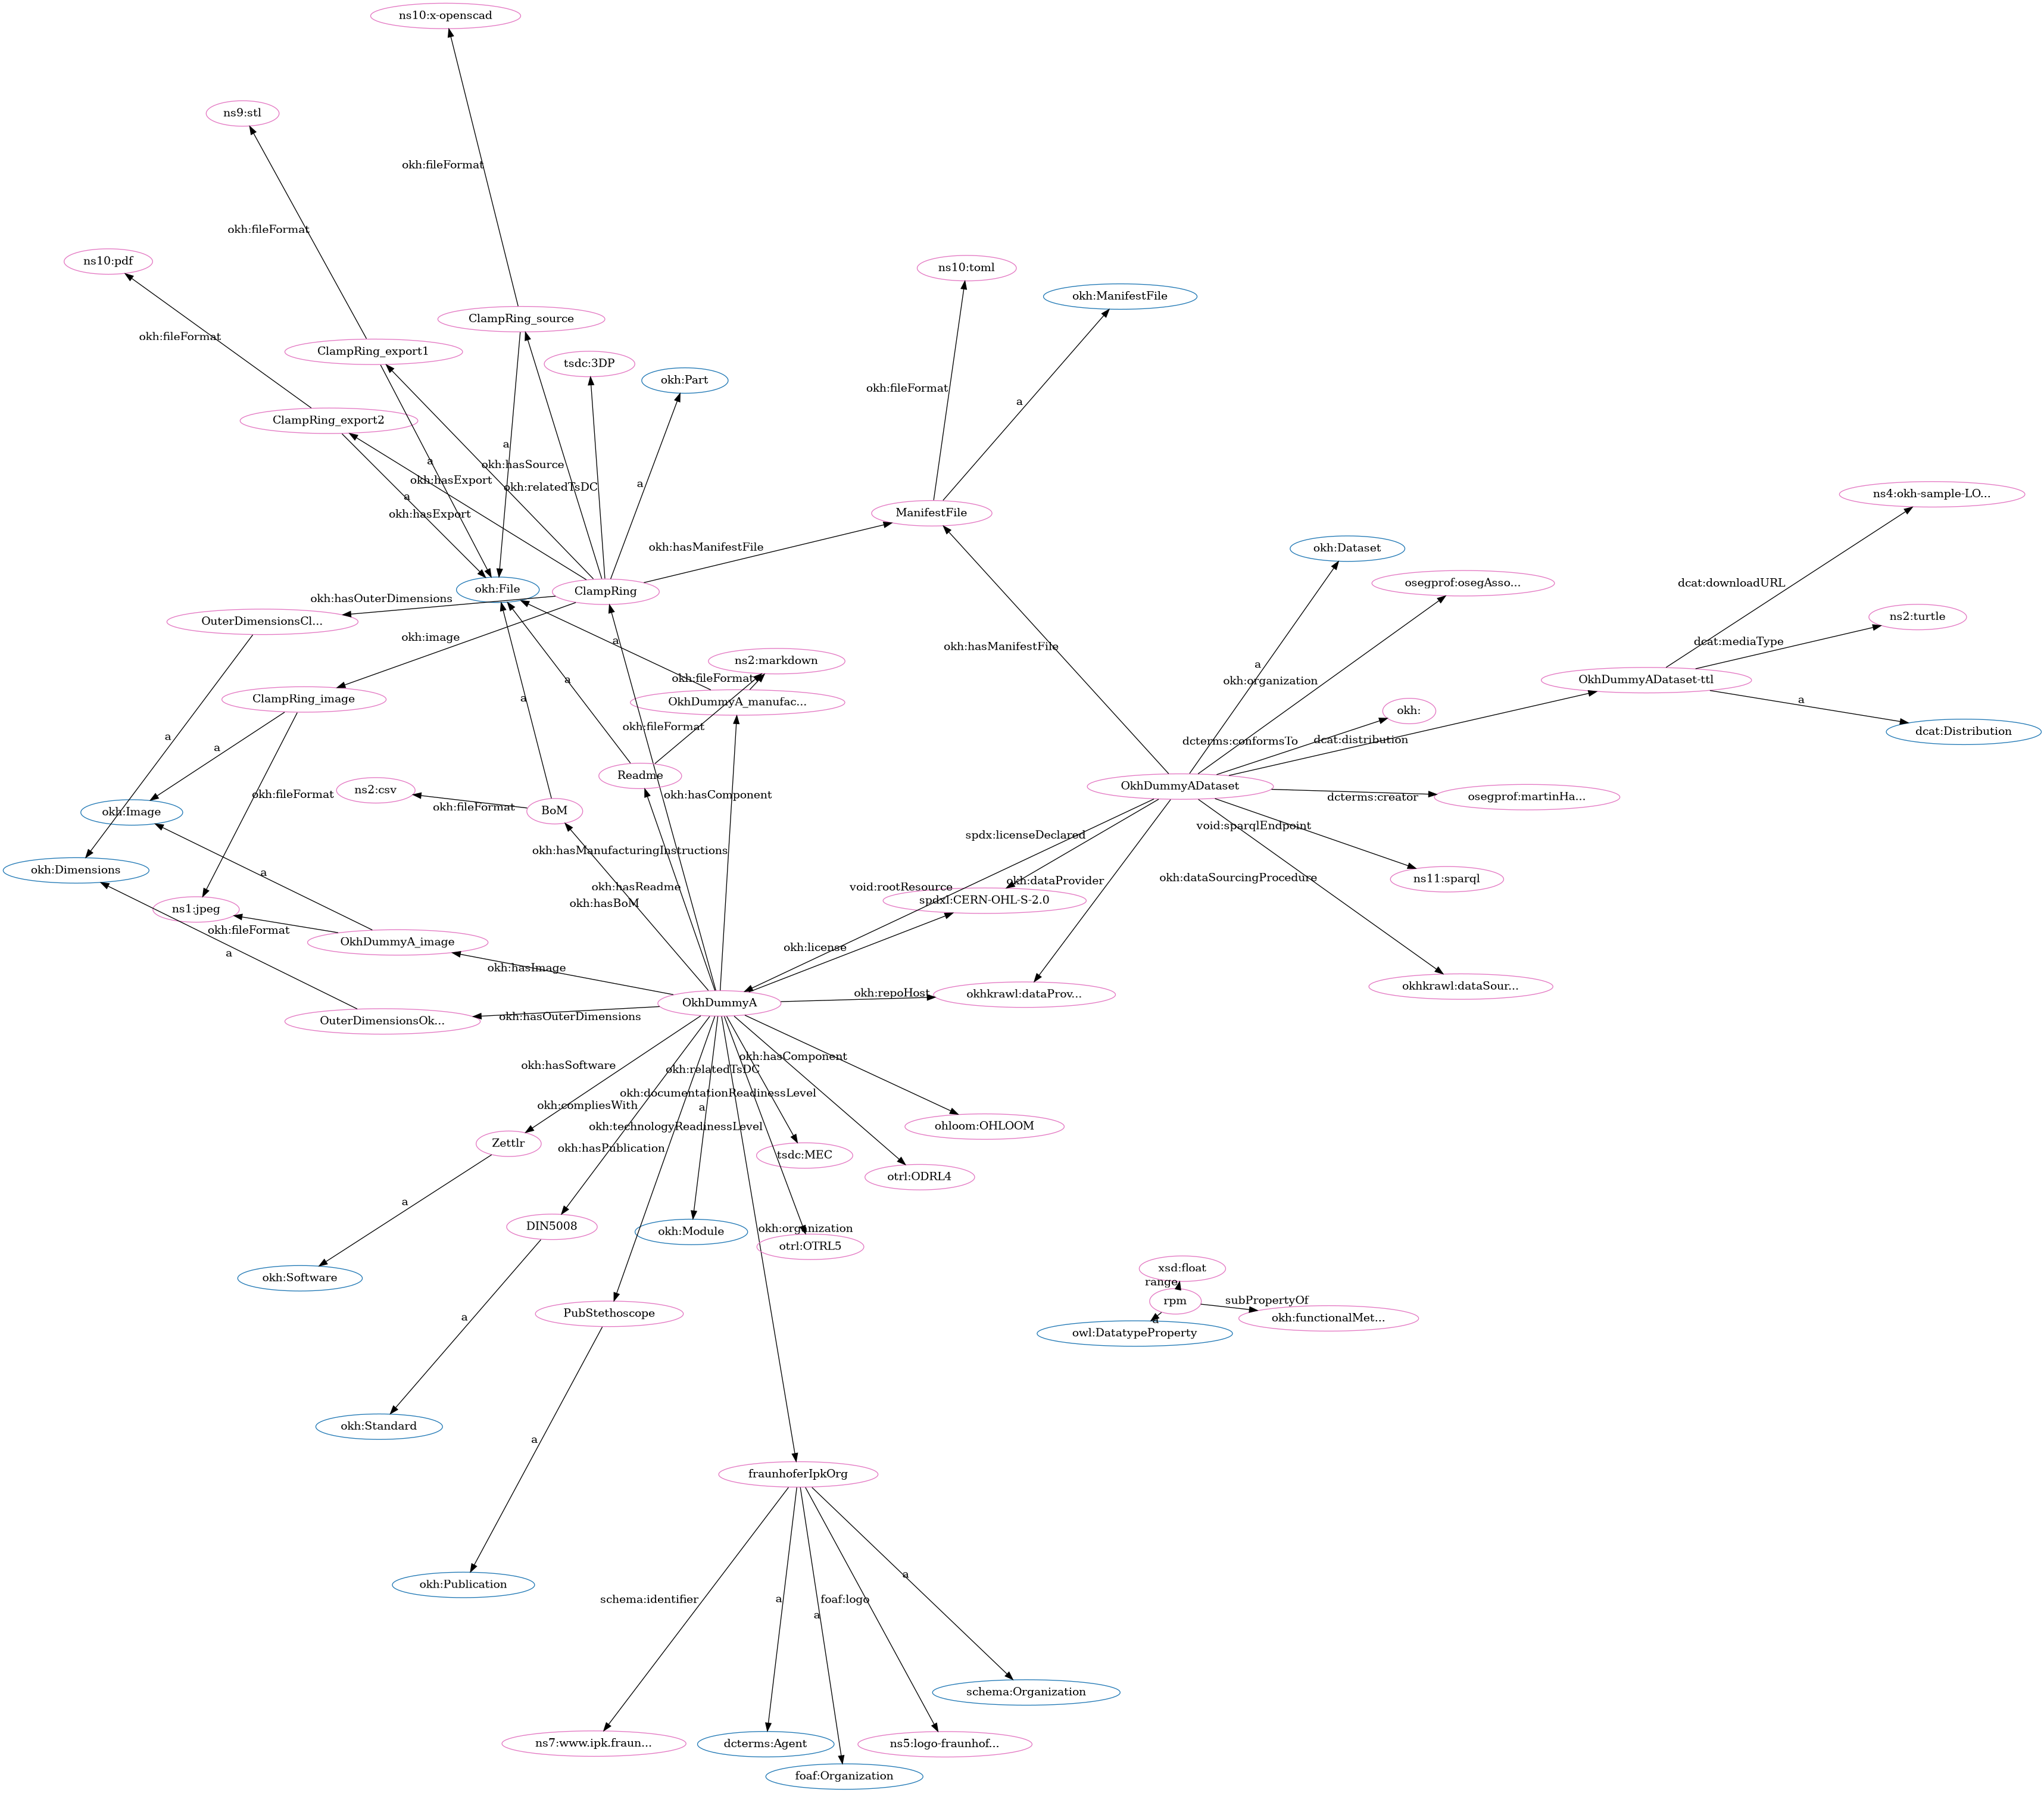 ns10:x-openscad
ns9:stl
okh:fileFormat
okh:fileFormat
ns10:pdf
ns10:toml
okh:ManifestFile
ClampRing_source
okh:fileFormat
ClampRing_export1
tsdc:3DP
okh:Part
okh:fileFormat
a
ClampRing_export2
a
a
okh:hasSource
okh:hasExport
a
okh:relatedTsDC
a
ns4:okh-sample-LO...
okh:hasExport
ManifestFile
okh:hasManifestFile
okh:Dataset
dcat:downloadURL
osegprof:osegAsso...
okh:File
ClampRing
okh:hasOuterDimensions
ns2:turtle
OuterDimensionsCl...
okh:image
a
dcat:mediaType
okh:hasManifestFile
ns2:markdown
a
okh:fileFormat
a
okh:organization
OkhDummyADataset-ttl
ClampRing_image
a
OkhDummyA_manufac...
a
okh:
okh:fileFormat
dcat:Distribution
a
a
dcterms:conformsTo
dcat:distribution
Readme
OkhDummyADataset
ns2:csv
okh:fileFormat
okh:hasComponent
dcterms:creator
osegprof:martinHa...
okh:Image
okh:fileFormat
BoM
void:sparqlEndpoint
spdx:licenseDeclared
okh:hasManufacturingInstructions
okh:Dimensions
a
okh:dataProvider
okh:dataSourcingProcedure
ns11:sparql
okh:hasReadme
void:rootResource
okh:hasBoM
spdxl:CERN-OHL-S-2.0
ns1:jpeg
okh:fileFormat
OkhDummyA_image
okh:license
a
okh:hasImage
okhkrawl:dataSour...
okh:repoHost
okhkrawl:dataProv...
OkhDummyA
OuterDimensionsOk...
okh:hasOuterDimensions
okh:hasComponent
okh:hasSoftware
okh:relatedTsDC
okh:documentationReadinessLevel
okh:compliesWith
a
okh:technologyReadinessLevel
ohloom:OHLOOM
Zettlr
okh:hasPublication
tsdc:MEC
otrl:ODRL4
a
DIN5008
okh:Module
okh:organization
otrl:OTRL5
okh:Software
xsd:float
range
rpm
subPropertyOf
PubStethoscope
a
a
okh:functionalMet...
owl:DatatypeProperty
okh:Standard
a
fraunhoferIpkOrg
okh:Publication
a
schema:identifier
a
foaf:logo
a
schema:Organization
ns7:www.ipk.fraun...
dcterms:Agent
ns5:logo-fraunhof...
foaf:Organization